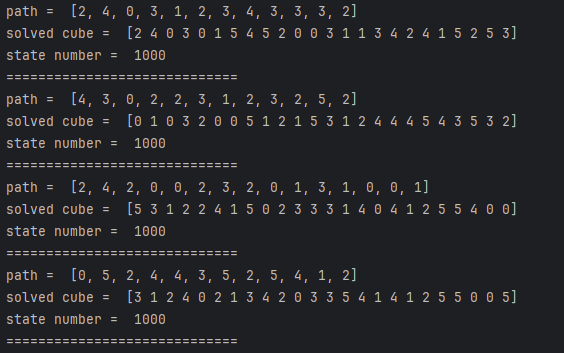 path =  [2, 4, 0, 3, 1, 2, 3, 4, 3, 3, 3, 2]
solved cube =  [2 4 0 3 0 1 5 4 5 2 0 0 3 1 1 3 4 2 4 1 5 2 5 3]
state number =  1000
=============================
path =  [4, 3, 0, 2, 2, 3, 1, 2, 3, 2, 5, 2]
solved cube =  [0 1 0 3 2 0 0 5 1 2 1 5 3 1 2 4 4 4 5 4 3 5 3 2]
state number =  1000
=============================
path =  [2, 4, 2, 0, 0, 2, 3, 2, 0, 1, 3, 1, 0, 0, 1]
solved cube =  [5 3 1 2 2 4 1 5 0 2 3 3 3 1 4 0 4 1 2 5 5 4 0 0]
state number =  1000
=============================
path =  [0, 5, 2, 4, 4, 3, 5, 2, 5, 4, 1, 2]
solved cube =  [3 1 2 4 0 2 1 3 4 2 0 3 3 5 4 1 4 1 2 5 5 0 0 5]
state number =  1000
=============================